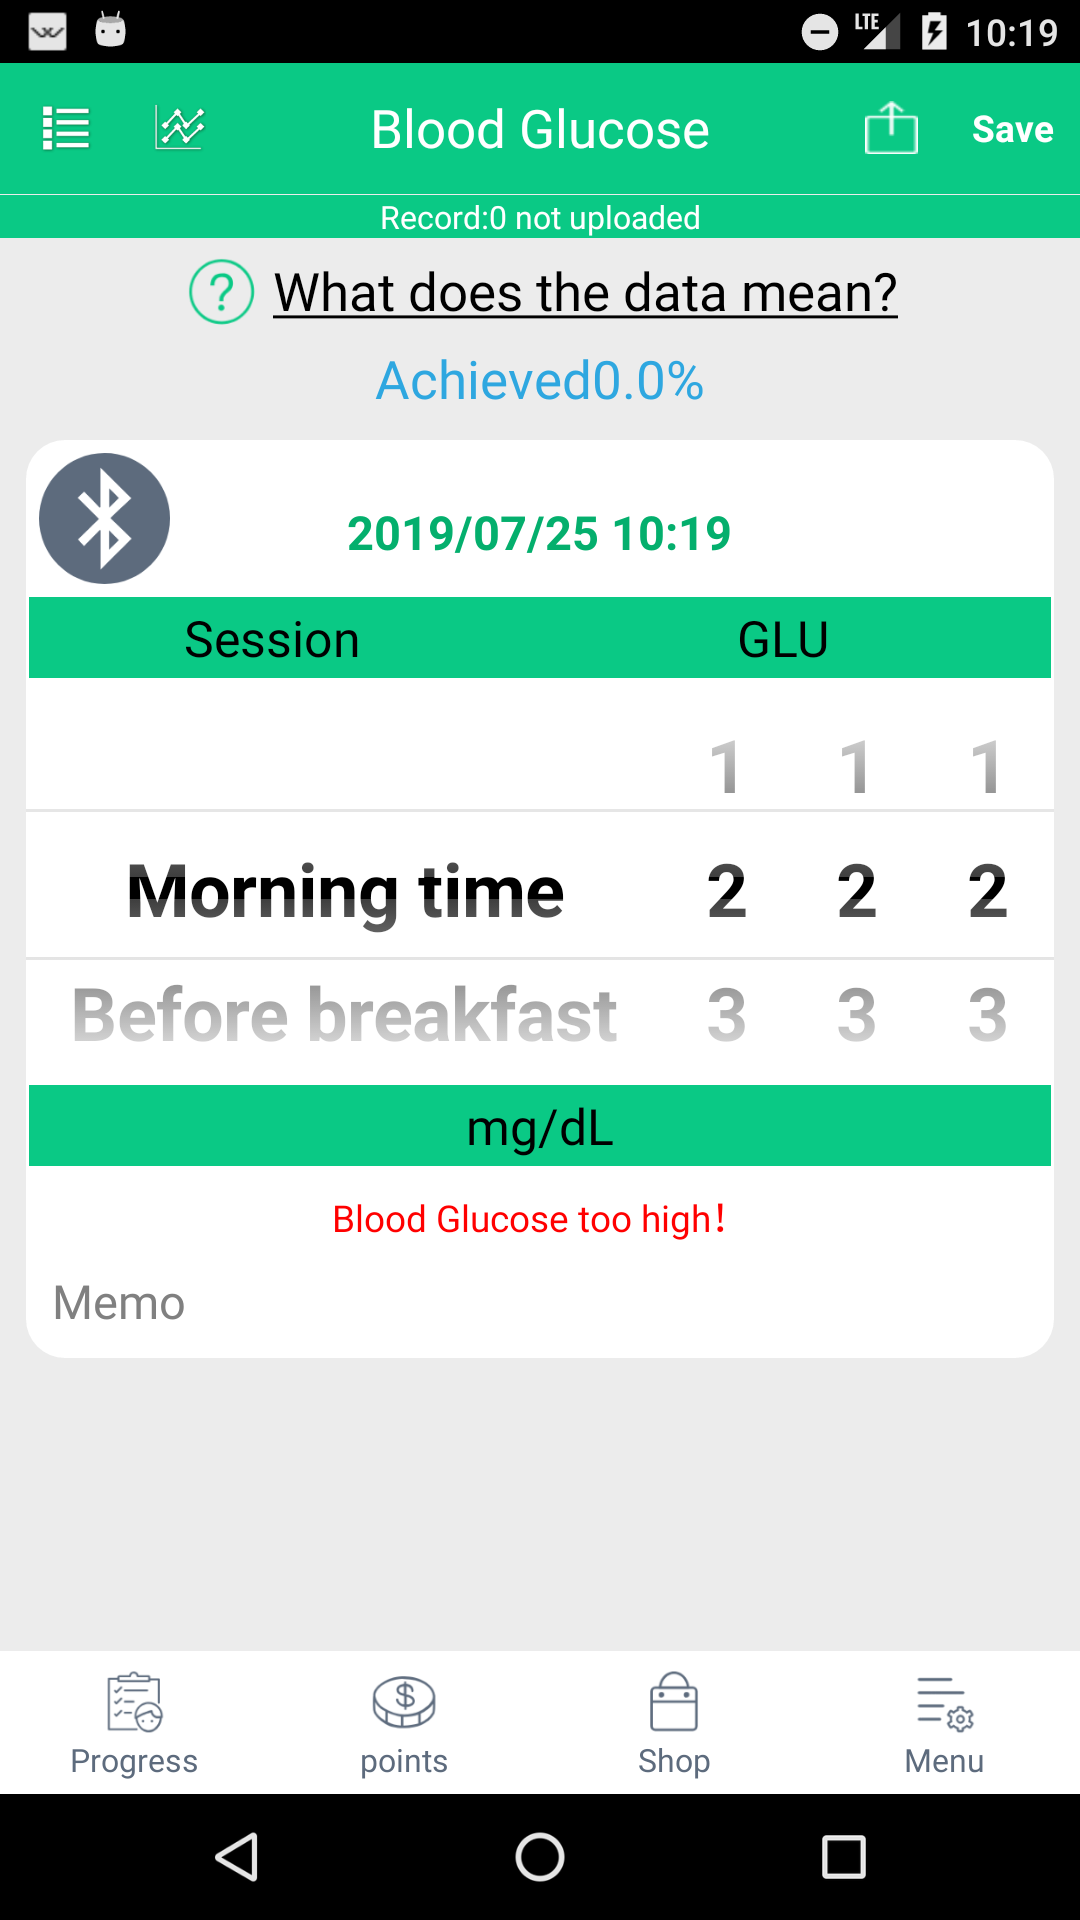 LTE 10:19
Blood Glucose Save
Record:0 not uploaded
? What does the data mean?
Achieved0.0%
2019/07/25 10:19
Session GLU
1 1 1
Morning time 2 2 2
Before breakfast 3 3 3
mg/dL
Blood Glucose too high!
Memo
Progress points Shop Menu